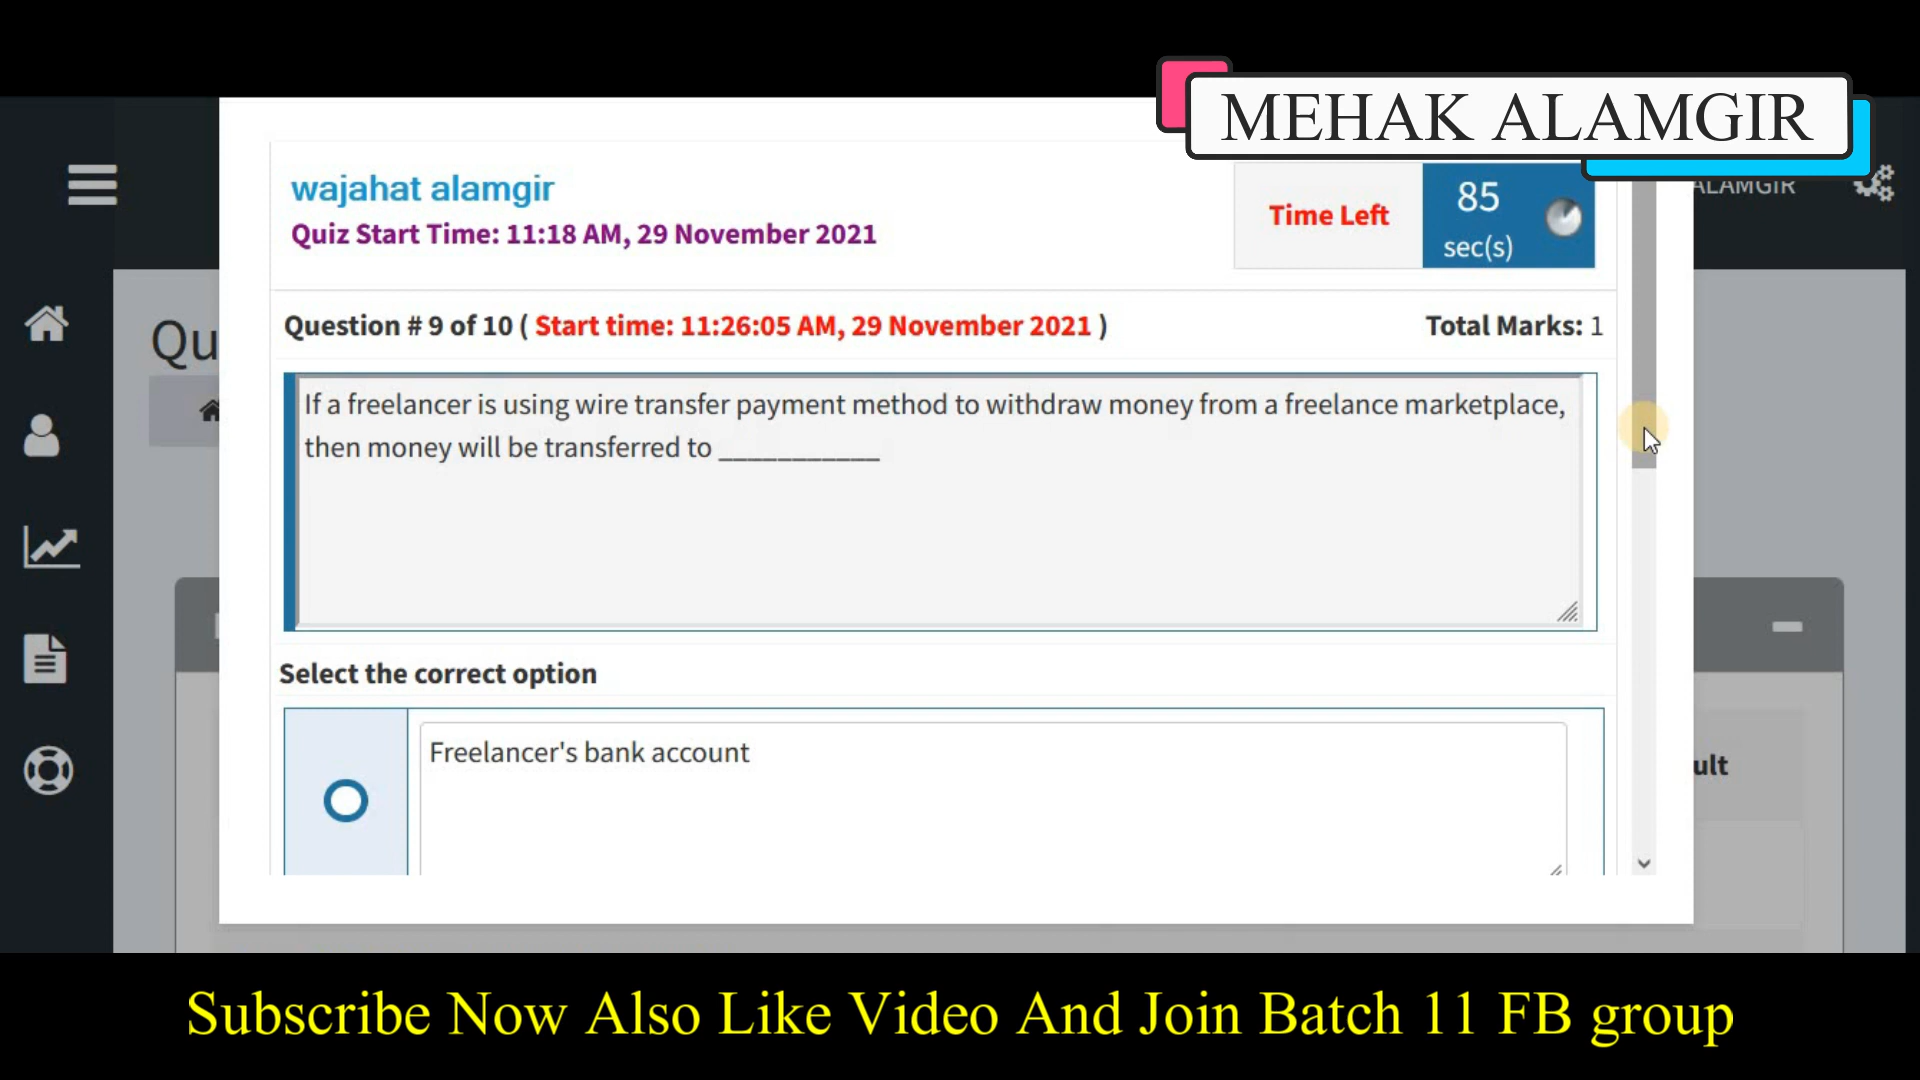 MEHAK ALAMGIR
ALAMGIR
wajahat alamgir
Quiz Start Time: 11:18 AM, 29 November 2021
Time Left
85
sec(s)
Question # 9 of 10 ( Start time: 11:26:05 AM, 29 November 2021 )
Total Marks: 1
Qu
If a freelancer is using wire transfer payment method to withdraw money from a freelance marketplace,
then money will be transferred to ___________
Select the correct option
Freelancer's bank account
ult
Subscribe Now Also Like Video And Join Batch 11 FB group